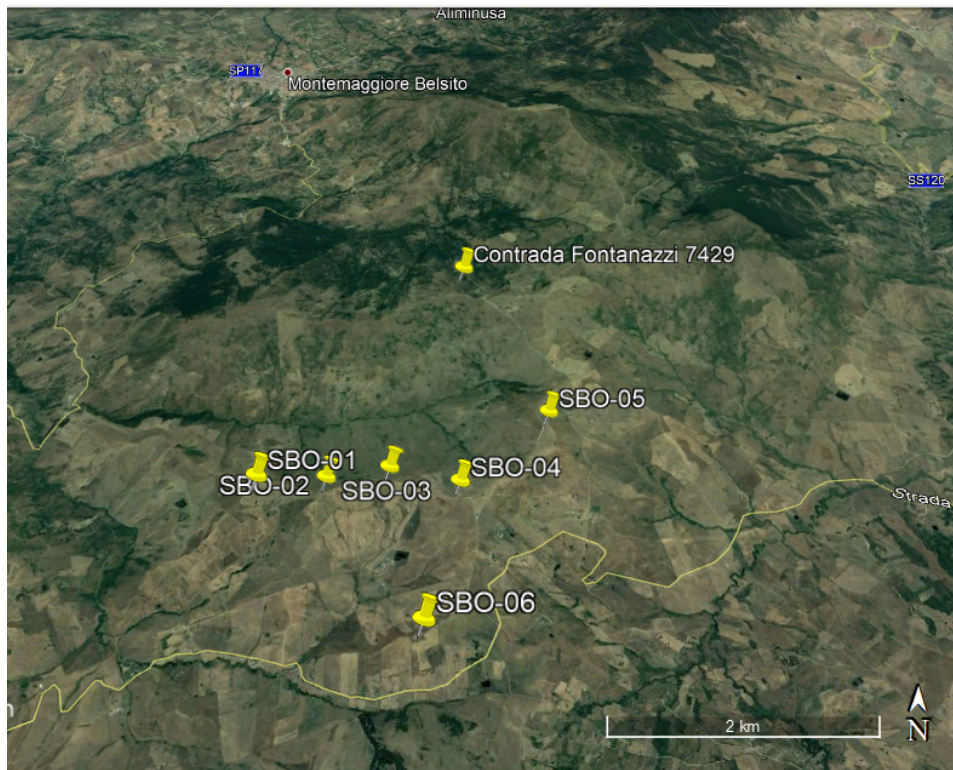 Aliminusa
SP117
Montemaggiore Belsito
SS120
Contrada Fontanazzi 7429
SBO-05
SBO-01
SBO-04
SBO-02
SBO-03
Strada
SBO-06
2 km
N